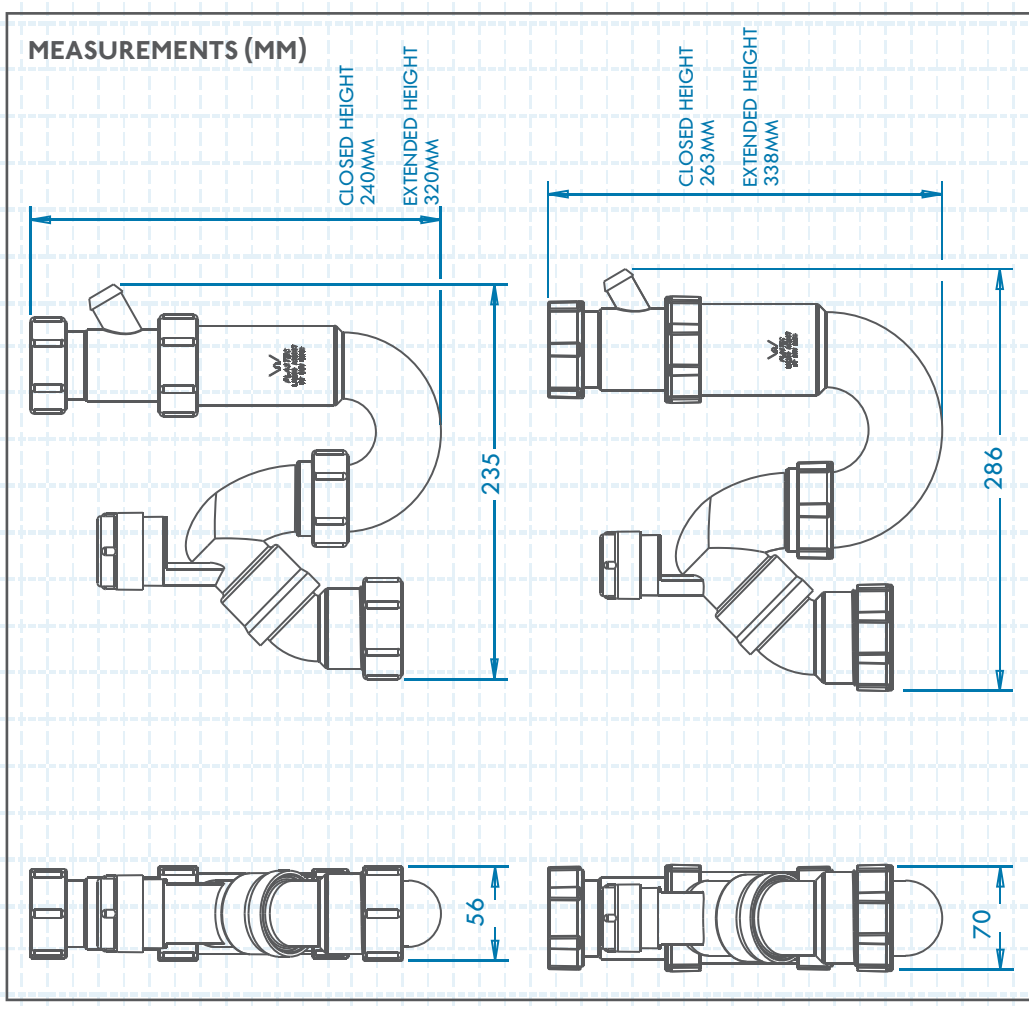 MEASUREMENTS (MM)
CLOSED HEIGHT
240MM
EXTENDED HEIGHT
320MM
CLOSED HEIGHT
263MM
EXTENDED HEIGHT
338MM
235
286
56
70